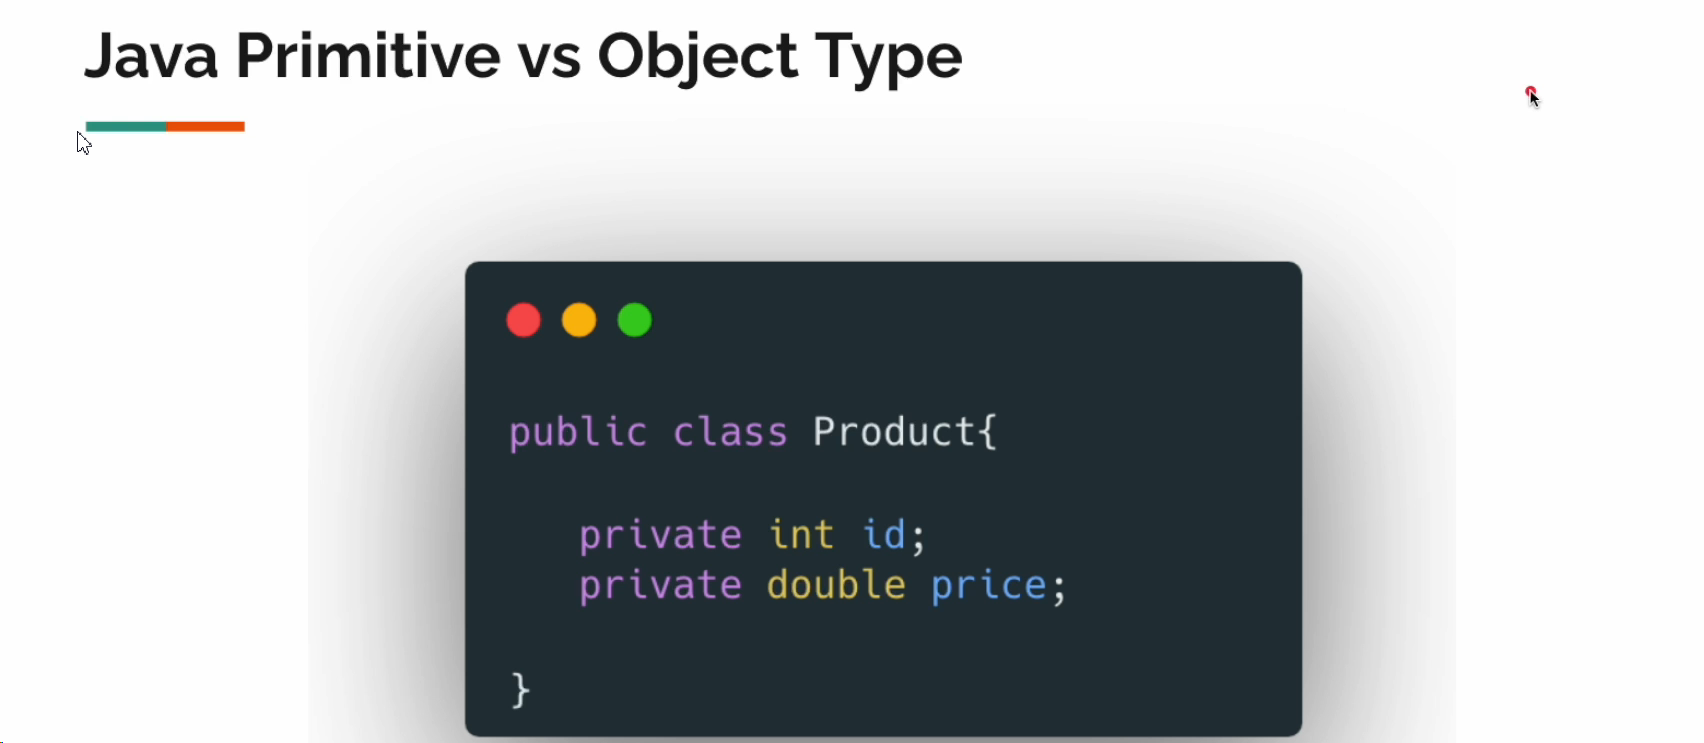 Java Primitive vs Object Type
public class Product{
private int id;
private double price;
}